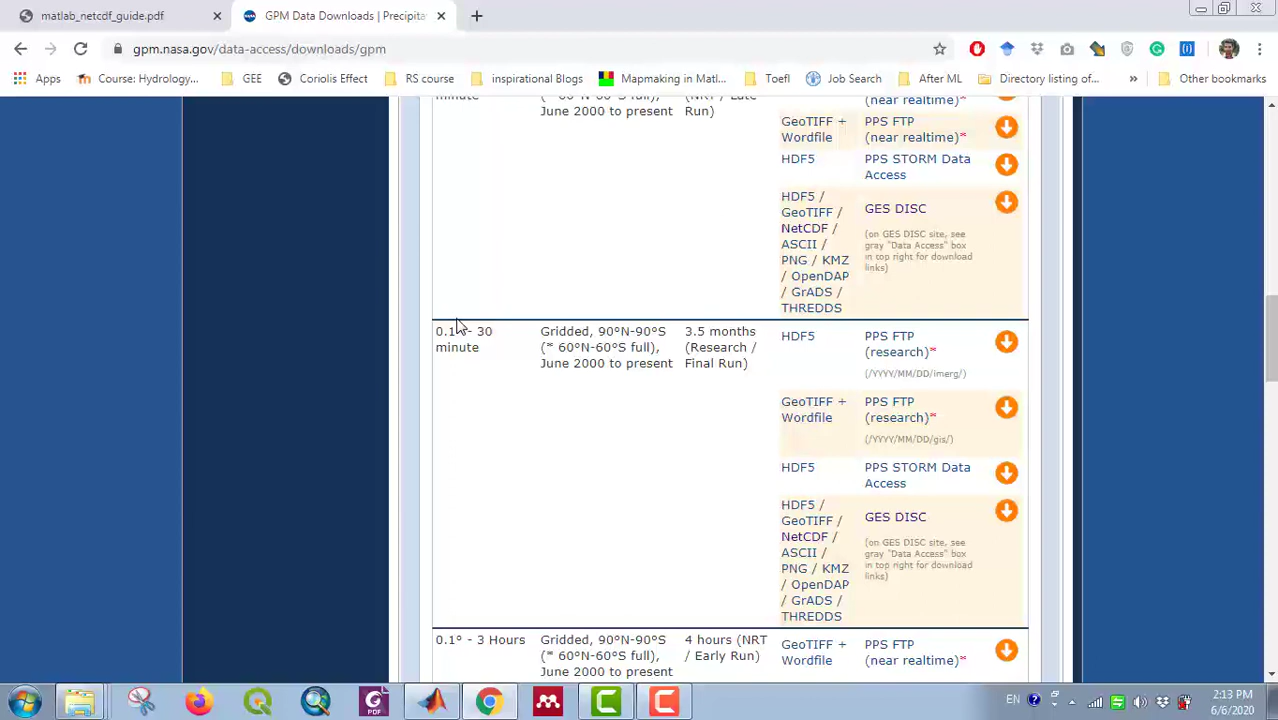 matlab_netcdf_guide.pdf
GPM Data Downloads | Precipita
gpm.nasa.gov/data-access/downloads/gpm
Apps
Course: Hydrology...
GEE
Coriolis Effect
RS course
inspirational Blogs
Mapmaking in Matl...
Toefl
Job Search
After ML
Directory listing of...
»
Other bookmarks
minute
(* 60°N-60°S full),
June 2000 to present
(NRT / Late
Run)
(near realtime)*
GeoTIFF +
Wordfile
PPS FTP
(near realtime)*
HDF5
PPS STORM Data
Access
HDF5 /
GeoTIFF /
NetCDF /
ASCII /
PNG / KMZ
/ OpenDAP
/ GrADS /
THREDDS
GES DISC
(on GES DISC site, see
gray "Data Access" box
in top right for download
links)
0.1° - 30
minute
Gridded, 90°N-90°S
(* 60°N-60°S full),
June 2000 to present
3.5 months
(Research /
Final Run)
HDF5
PPS FTP
(research)*
(/YYYY/MM/DD/imerg/)
GeoTIFF +
Wordfile
PPS FTP
(research)*
(/YYYY/MM/DD/gis/)
HDF5
PPS STORM Data
Access
HDF5 /
GeoTIFF /
NetCDF /
ASCII /
PNG / KMZ
/ OpenDAP
/ GrADS /
THREDDS
GES DISC
(on GES DISC site, see
gray "Data Access" box
in top right for download
links)
0.1° - 3 Hours
Gridded, 90°N-90°S
(* 60°N-60°S full),
June 2000 to present
4 hours (NRT
/ Early Run)
GeoTIFF +
Wordfile
PPS FTP
(near realtime)*
PDF
EN
2:13 PM
6/6/2020